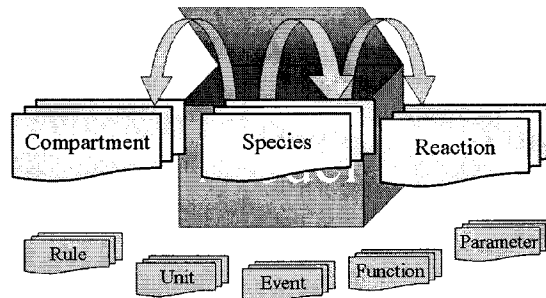 Compartment
Species
Reaction
Rule
Unit
Event
Function
Parameter